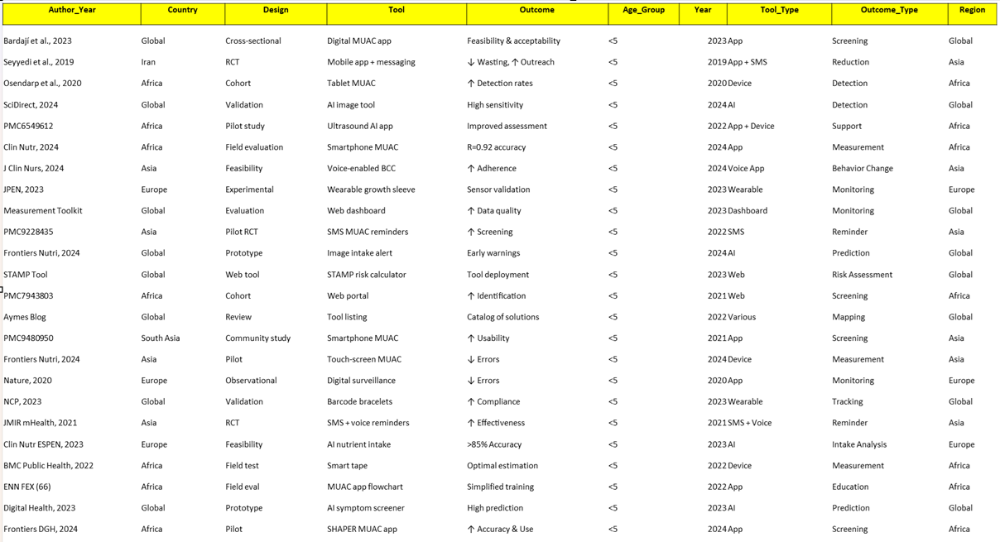 Author_Year Country Design Tool Outcome Age_Group Year Tool_Type Outcome_Type Region
Bardají et al., 2023 Global Cross-sectional Digital MUAC app Feasibility & acceptability <5 2023 App Screening Global
Seyyedi et al., 2019 Iran RCT Mobile app + messaging ↓ Wasting, ↑ Outreach <5 2019 App + SMS Reduction Asia
Osendarp et al., 2020 Africa Cohort Tablet MUAC ↑ Detection rates <5 2020 Device Detection Africa
SciDirect, 2024 Global Validation AI image tool High sensitivity <5 2024 AI Detection Global
PMC6549612 Africa Pilot study Ultrasound AI app Improved assessment <5 2022 App + Device Support Africa
Clin Nutr, 2024 Africa Field evaluation Smartphone MUAC R=0.92 accuracy <5 2024 App Measurement Africa
J Clin Nurs, 2024 Asia Feasibility Voice-enabled BCC ↑ Adherence <5 2024 Voice App Behavior Change Asia
JPEN, 2023 Europe Experimental Wearable growth sleeve Sensor validation <5 2023 Wearable Monitoring Europe
Measurement Toolkit Global Evaluation Web dashboard ↑ Data quality <5 2023 Dashboard Monitoring Global
PMC9228435 Asia Pilot RCT SMS MUAC reminders ↑ Screening <5 2022 SMS Reminder Asia
Frontiers Nutri, 2024 Global Prototype Image intake alert Early warnings <5 2024 AI Prediction Global
STAMP Tool Global Web tool STAMP risk calculator Tool deployment <5 2023 Web Risk Assessment Global
PMC7943803 Africa Cohort Web portal ↑ Identification <5 2021 Web Screening Africa
Aymes Blog Global Review Tool listing Catalog of solutions <5 2022 Various Mapping Global
PMC9480950 South Asia Community study Smartphone MUAC ↑ Usability <5 2021 App Screening Asia
Frontiers Nutri, 2024 Asia Pilot Touch-screen MUAC ↓ Errors <5 2024 Device Measurement Asia
Nature, 2020 Europe Observational Digital surveillance ↓ Errors <5 2020 App Monitoring Europe
NCP, 2023 Global Validation Barcode bracelets ↑ Compliance <5 2023 Wearable Tracking Global
JMIR mHealth, 2021 Asia RCT SMS + voice reminders ↑ Effectiveness <5 2021 SMS + Voice Reminder Asia
Clin Nutr ESPEN, 2023 Europe Feasibility AI nutrient intake >85% Accuracy <5 2023 AI Intake Analysis Europe
BMC Public Health, 2022 Africa Field test Smart tape Optimal estimation <5 2022 Device Measurement Africa
ENN FEX (66) Africa Field eval MUAC app flowchart Simplified training <5 2022 App Education Africa
Digital Health, 2023 Global Prototype AI symptom screener High prediction <5 2023 AI Prediction Global
Frontiers DGH, 2024 Africa Pilot SHAPER MUAC app ↑ Accuracy & Use <5 2024 App Screening Africa